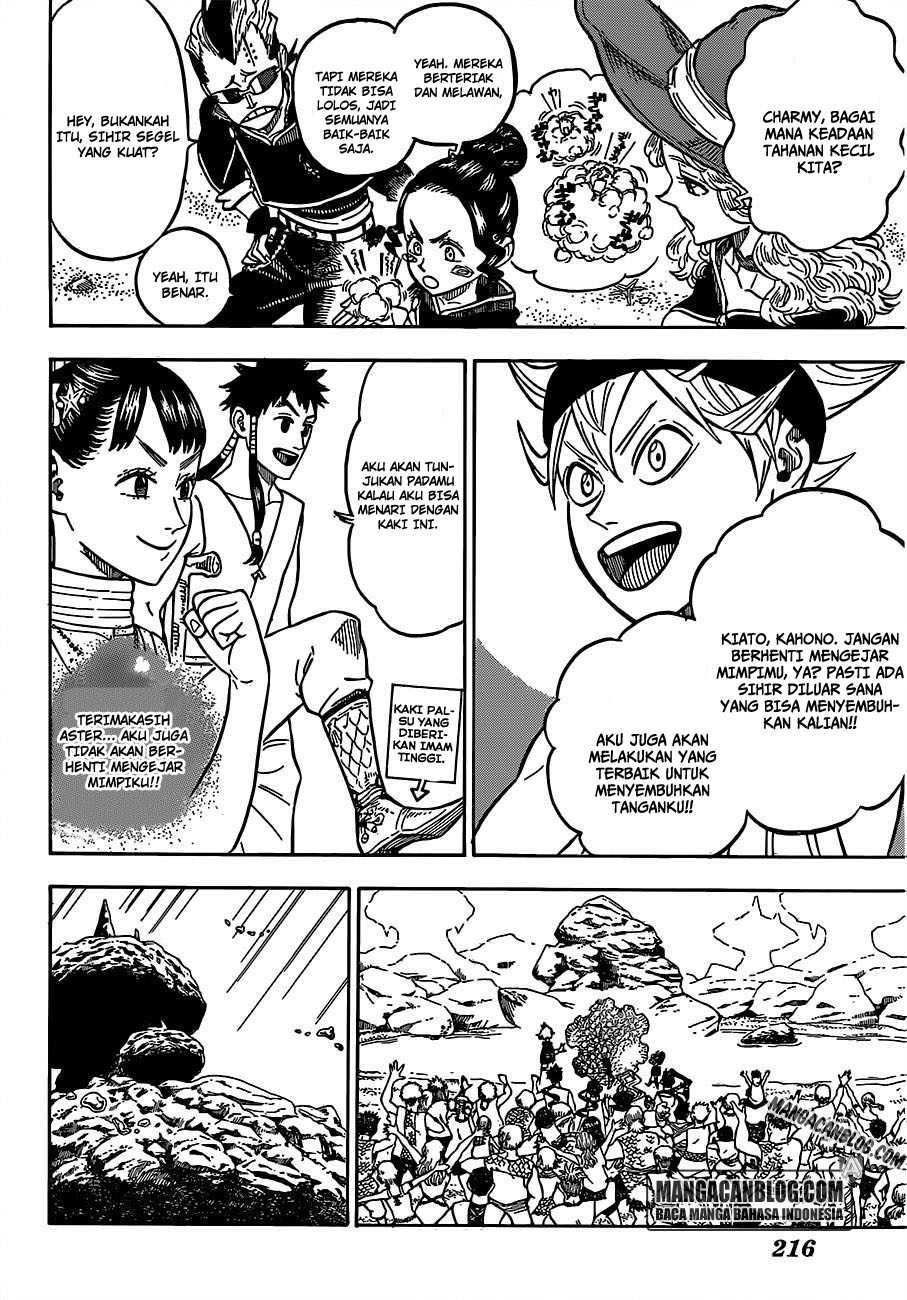 CHARMY, BAGAI
MANA KEADAAN
TAHANAN KECIL
KITA?
YEAH. MEREKA
BERTERIAK
DAN MELAWAN,
TAPI MEREKA
TIDAK BISA
LOLOS, JADI
SEMUANYA
BAIK-BAIK
SAJA.
HEY, BUKANKAH
ITU, SIHIR SEGEL
YANG KUAT?
YEAH, ITU
BENAR.
KIATO, KAHONO. JANGAN
BERHENTI MENGEJAR
MIMPIMU, YA? PASTI ADA
SIHIR DILUAR SANA
YANG BISA MENYEMBUH-
KAN KALIAN!!
AKU JUGA AKAN
MELAKUKAN YANG
TERBAIK UNTUK
MENYEMBUHKAN
TANGANKU!!
AKU AKAN TUN-
JUKAN PADAMU
KALAU AKU BISA
MENARI DENGAN
KAKI INI.
KAKI PAL-
SU YANG
DIBERI-
KAN IMAM
TINGGI.
TERIMAKASIH
ASTER... AKU JUGA
TIDAK AKAN BER-
HENTI MENGEJAR
MIMPIKU!!
MANGACANBLOG.COM
MANGACANBLOG.COM
BACA MANGA BAHASA INDONESIA
216